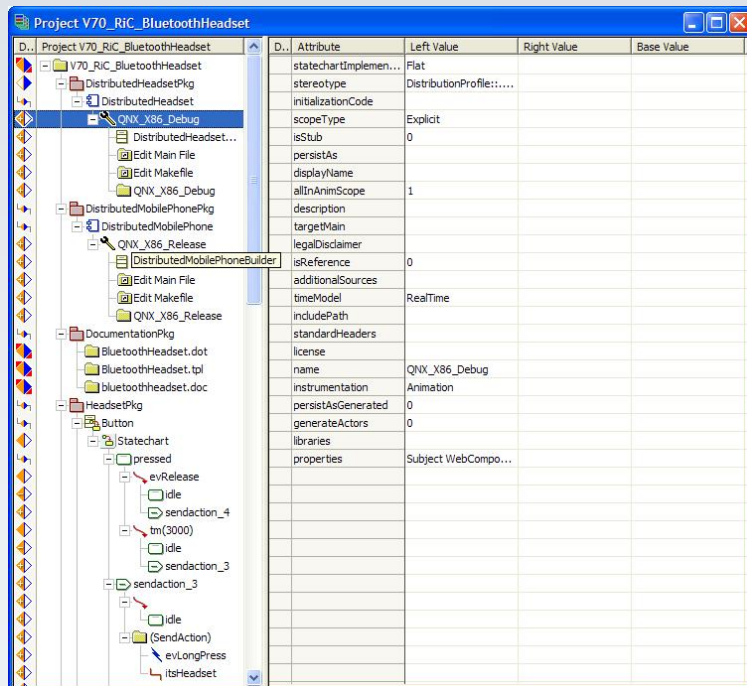 Project V70_RiC_BluetoothHeadset
D.. Project V70_RiC_BluetoothHeadset
V70_RiC_BluetoothHeadset
DistributedHeadsetPkg
DistributedHeadset
QNX_X86_Debug
DistributedHeadset...
Edit Main File
Edit Makefile
QNX_X86_Debug
DistributedMobilePhonePkg
DistributedMobilePhone
QNX_X86_Release
DistributedMobilePhoneBuilder
Edit Main File
Edit Makefile
QNX_X86_Release
DocumentationPkg
BluetoothHeadset.dot
BluetoothHeadset.tpl
bluetoothheadset.doc
HeadsetPkg
Button
Statechart
pressed
evRelease
idle
sendaction_4
tm(3000)
idle
sendaction_3
sendaction_3
idle
(SendAction)
evLongPress
itsHeadset
D.. Attribute Left Value Right Value Base Value
statechartImplemen... Flat
stereotype DistributionProfile::....
initializationCode
scopeType Explicit
isStub 0
persistAs
displayName
allInAnimScope 1
description
targetMain
legalDisclaimer
isReference 0
additionalSources
timeModel RealTime
includePath
standardHeaders
license
name QNX_X86_Debug
instrumentation Animation
persistAsGenerated 0
generateActors 0
libraries
properties Subject WebCompo...